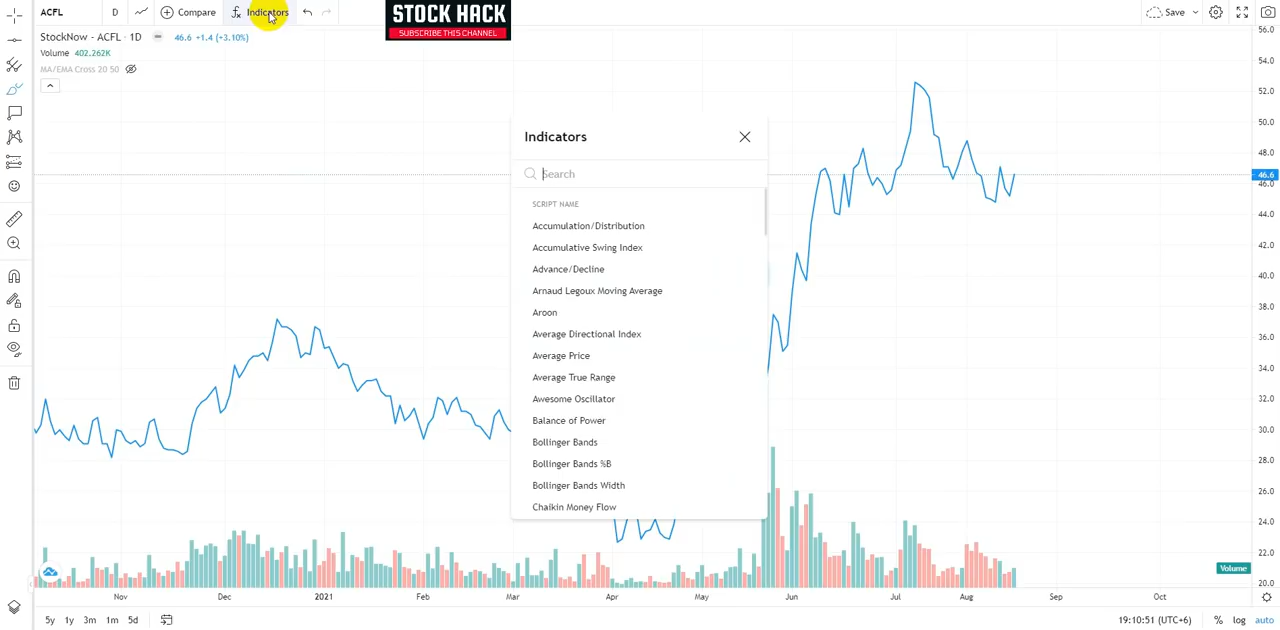 ACFL D Compare Indicators STOCK HACK Save
SUBSCRIBE THIS CHANNEL
StockNow - ACFL · 1D 46.6 +1.4 (+3.10%)
Volume 402.262K
MA/EMA Cross 20 50
Indicators
Search
SCRIPT NAME
Accumulation/Distribution
Accumulative Swing Index
Advance/Decline
Arnaud Legoux Moving Average
Aroon
Average Directional Index
Average Price
Average True Range
Awesome Oscillator
Balance of Power
Bollinger Bands
Bollinger Bands %B
Bollinger Bands Width
Chaikin Money Flow
56.0
54.0
52.0
50.0
48.0
46.6
46.0
44.0
42.0
40.0
38.0
36.0
34.0
32.0
30.0
28.0
26.0
24.0
22.0
Volume
20.0
Nov Dec 2021 Feb Mar Apr May Jun Jul Aug Sep Oct
5y 1y 3m 1m 5d 19:10:51 (UTC+6) % log auto